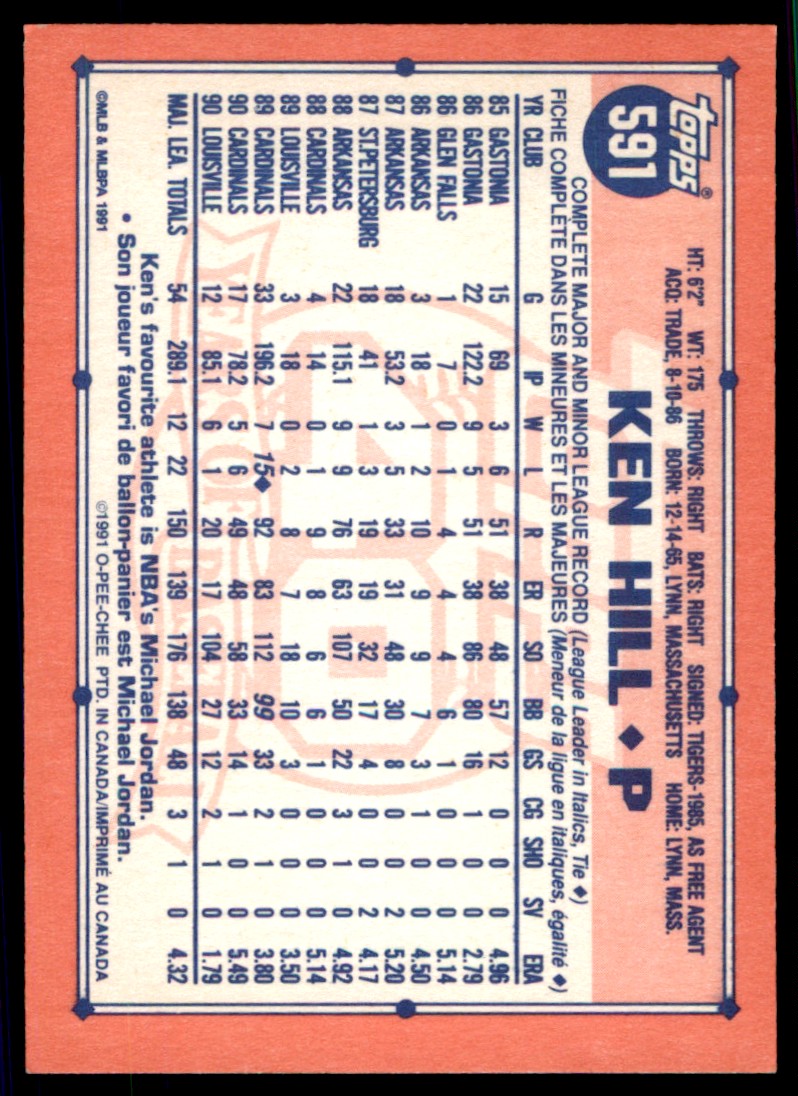 topps®
591
HT: 6'2" WT: 175 THROWS: RIGHT BATS: RIGHT SIGNED: TIGERS-1985, AS FREE AGENT
ACQ: TRADE, 8-10-86 BORN: 12-14-65, LYNN, MASSACHUSETTS HOME: LYNN, MASS.
KEN HILL ♦ P
COMPLETE MAJOR AND MINOR LEAGUE RECORD (League Leader in Italics, Tie ♦)
FICHE COMPLÈTE DANS LES MINEURES ET LES MAJEURES (Meneur de la ligue en italiques, égalité ♦)
YR CLUB G IP W L R ER SO BB GS CG SHO SV ERA
85 GASTONIA 15 69 3 6 51 38 48 57 12 0 0 0 4.96
86 GASTONIA 22 122.2 9 5 51 38 86 80 16 1 0 0 2.79
86 GLEN FALLS 1 7 0 1 4 4 4 6 1 0 0 0 5.14
86 ARKANSAS 3 18 1 2 10 9 9 7 3 1 0 0 4.50
87 ARKANSAS 18 53.2 3 5 33 31 48 30 8 0 0 2 5.20
87 ST.PETERSBURG 18 41 1 3 19 19 32 17 4 0 0 2 4.17
88 ARKANSAS 22 115.1 9 9 76 63 107 50 22 3 1 0 4.92
88 CARDINALS 4 14 0 1 9 8 6 6 1 0 0 0 5.14
89 LOUISVILLE 3 18 0 2 8 7 18 10 3 0 0 0 3.50
89 CARDINALS 33 196.2 7 15♦ 92 83 112 99 33 2 1 0 3.80
90 CARDINALS 17 78.2 5 6 49 48 58 33 14 1 0 0 5.49
90 LOUISVILLE 12 85.1 6 1 20 17 104 27 12 2 1 0 1.79
MAJ. LEA. TOTALS 54 289.1 12 22 150 139 176 138 48 3 1 0 4.32
Ken's favourite athlete is NBA's Michael Jordan.
• Son joueur favori de ballon-panier est Michael Jordan.
©MLB & MLBPA 1991 ©1991 O-PEE-CHEE PTD. IN CANADA/IMPRIMÉ AU CANADA
40
YEARS OF BASEBALL